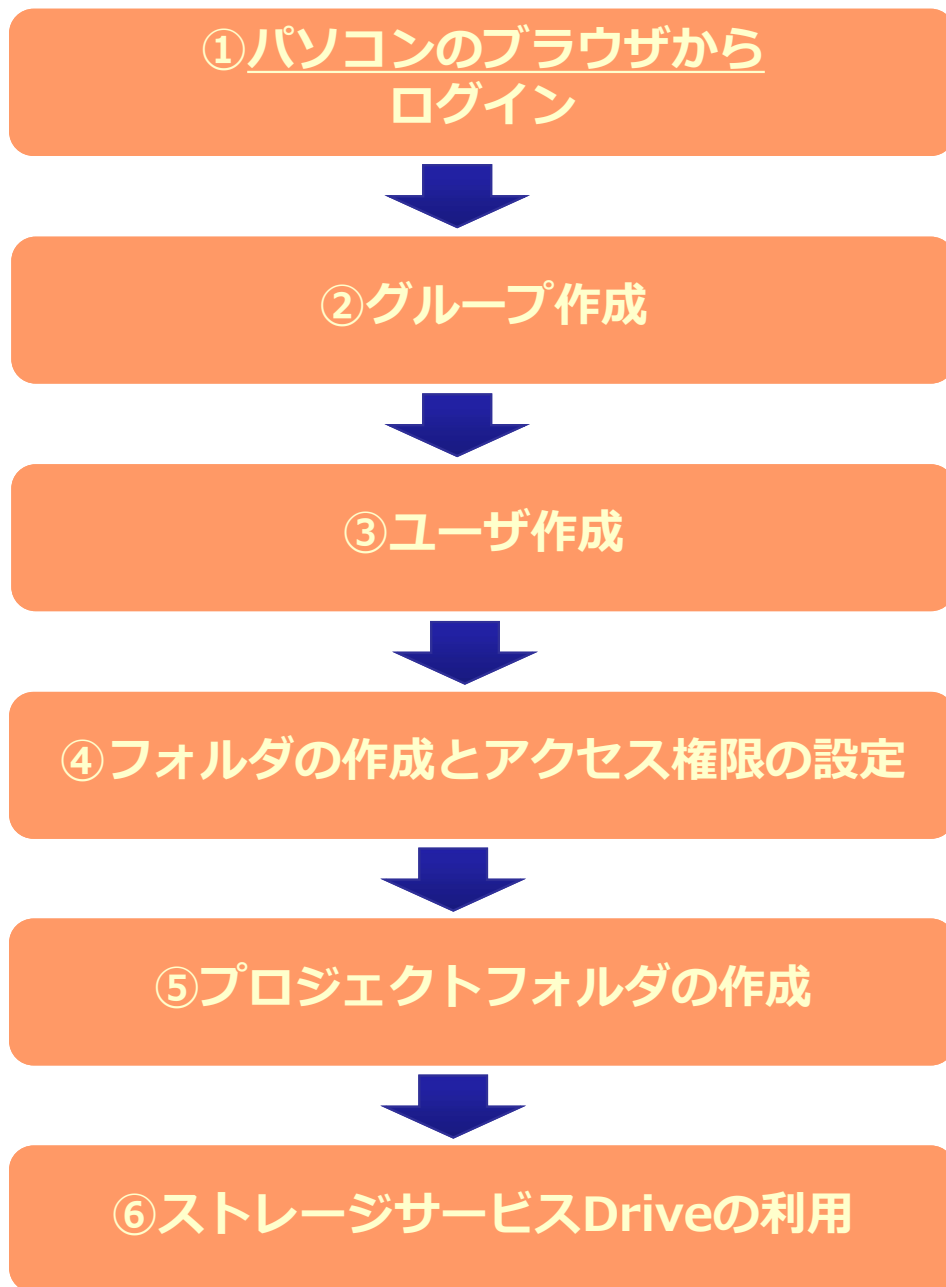 ①パソコンのブラウザから
ログイン
②グループ作成
③ユーザ作成
④フォルダの作成とアクセス権限の設定
⑤プロジェクトフォルダの作成
⑥ストレージサービスDriveの利用